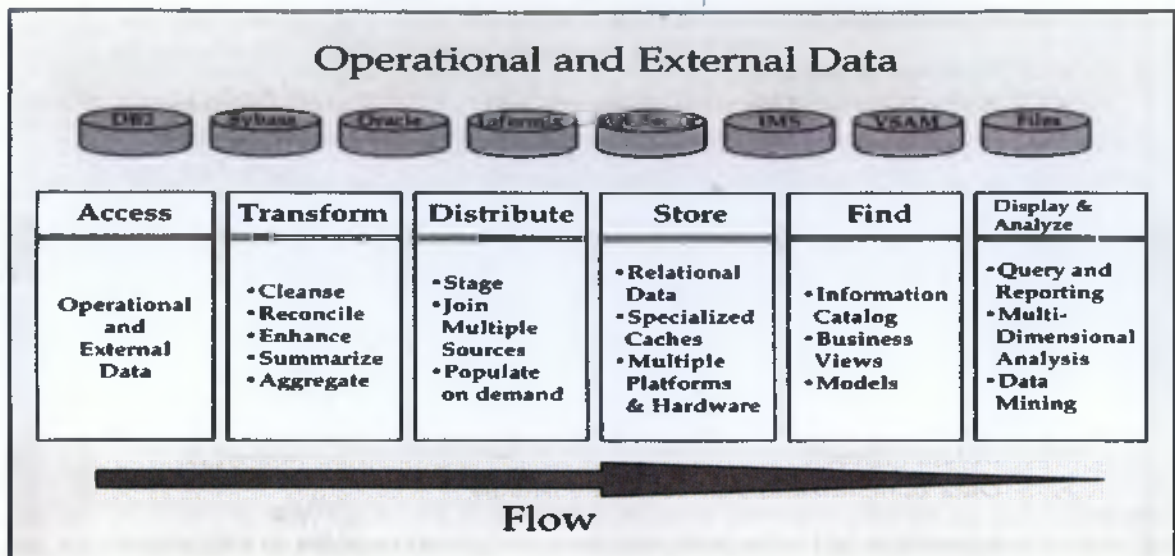 Operational and External Data
DB2
Sybase
Oracle
Informix
IMS
VSAM
Files
Access
Operational
and
External
Data
Transform
• Cleanse
• Reconcile
• Enhance
• Summarize
• Aggregate
Distribute
• Stage
• Join
Multiple
Sources
• Populate
on demand
Store
• Relational
Data
• Specialized
Caches
• Multiple
Platforms
& Hardware
Find
• Information
Catalog
• Business
Views
• Models
Display &
Analyze
• Query and
Reporting
• Multi-
Dimensional
Analysis
• Data
Mining
Flow